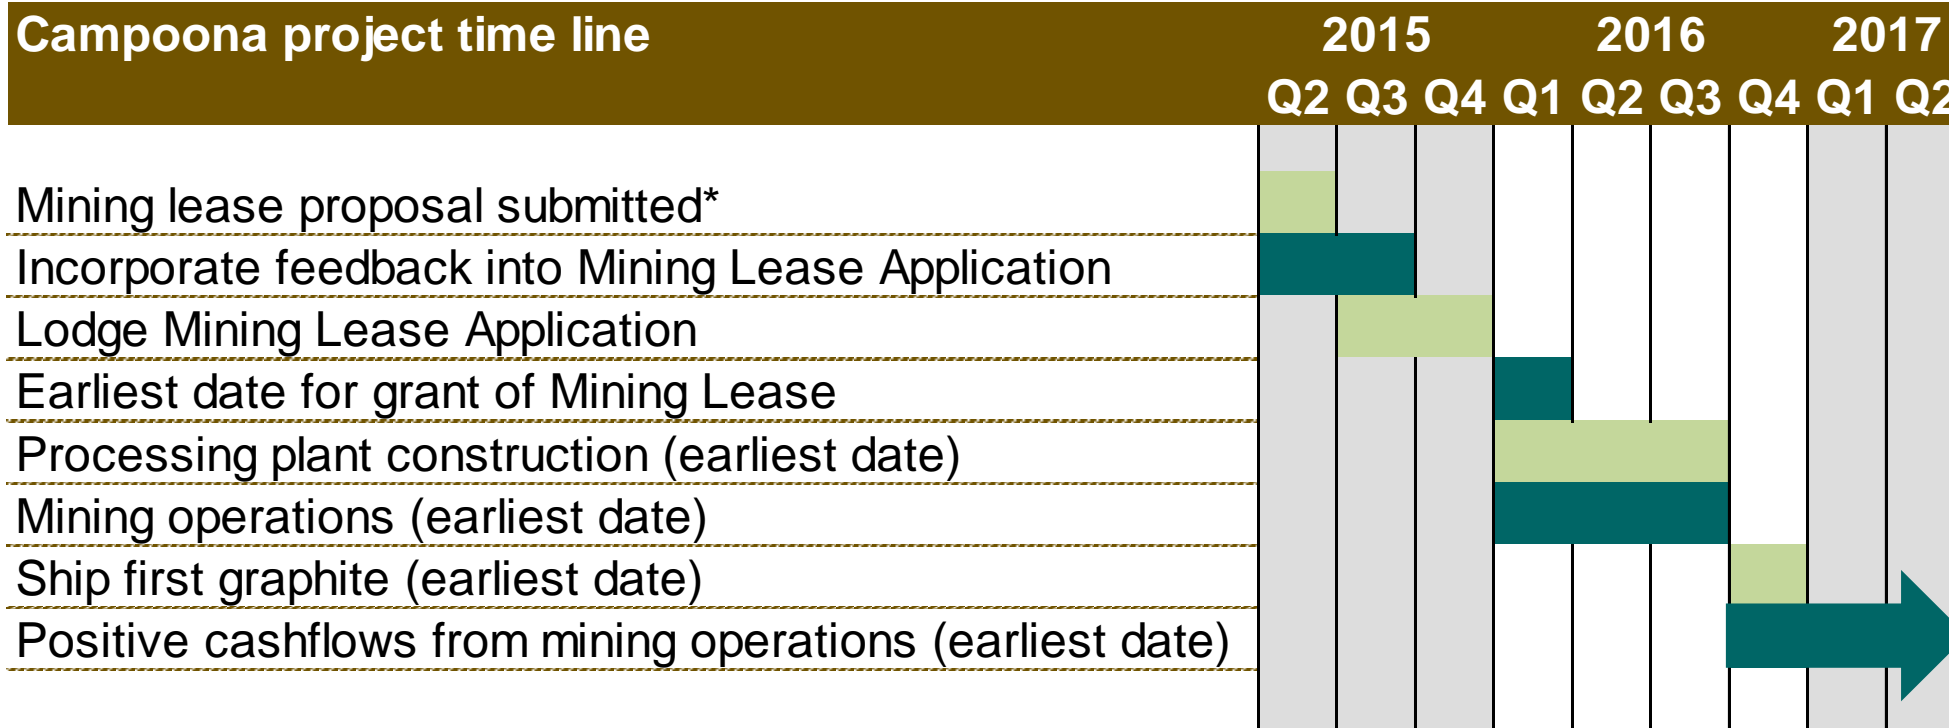 Campoona project time line 2015 2016 2017
Q2 Q3 Q4 Q1 Q2 Q3 Q4 Q1 Q2
Mining lease proposal submitted*
Incorporate feedback into Mining Lease Application
Lodge Mining Lease Application
Earliest date for grant of Mining Lease
Processing plant construction (earliest date)
Mining operations (earliest date)
Ship first graphite (earliest date)
Positive cashflows from mining operations (earliest date)